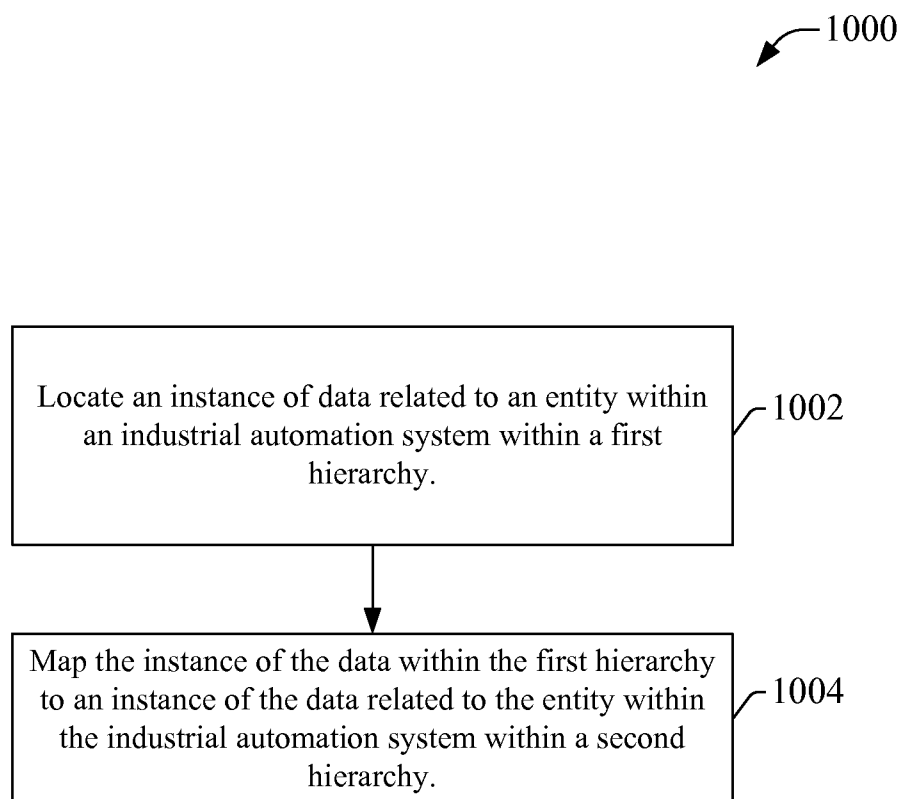 1000
Locate an instance of data related to an entity within
an industrial automation system within a first
hierarchy.
1002
Map the instance of the data within the first hierarchy
to an instance of the data related to the entity within
the industrial automation system within a second
hierarchy.
1004